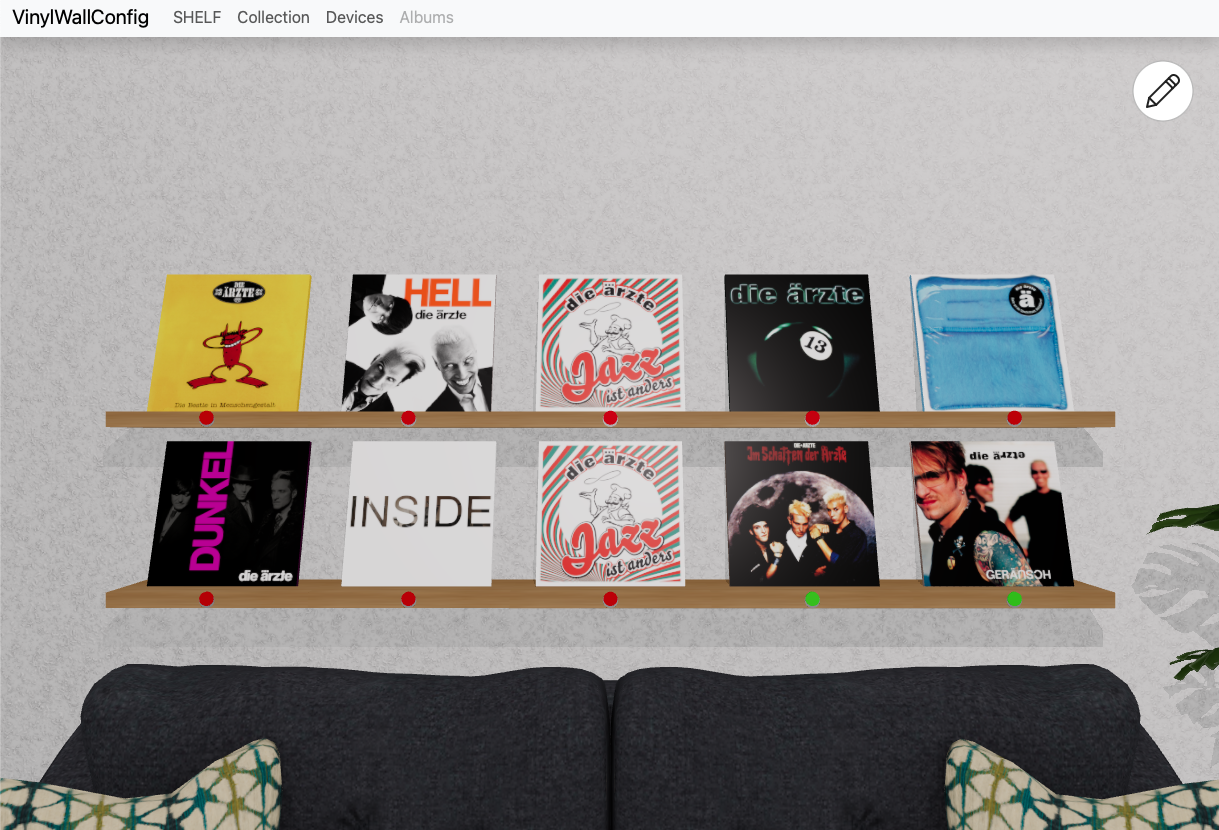 VinylWallConfig SHELF Collection Devices Albums
DIE
ÄRZTE
Die Bestie in Menschengestalt
HELL
die ärzte
die ärzte
Jazz
ist anders
die ärzte
13
ä
DUNKEL
die ärzte
INSIDE
die ärzte
Jazz
ist anders
DIE ÄRZTE
Im Schatten der Ärzte
die ärzte
GERÄUSCH